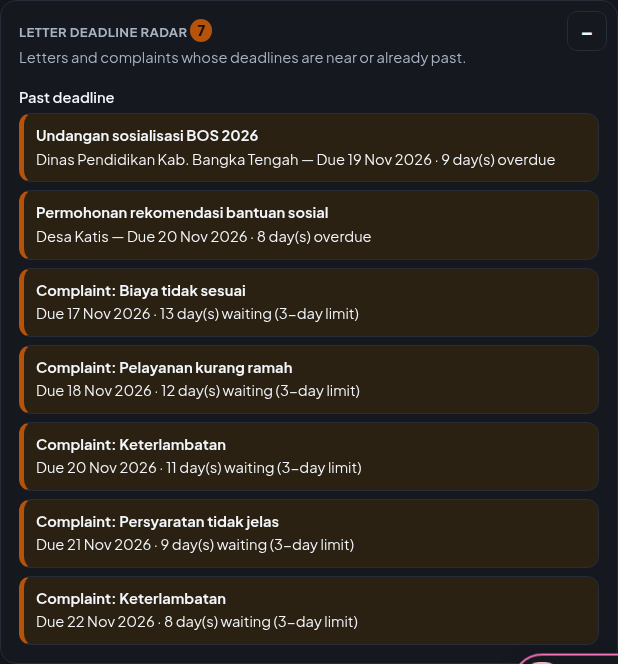 LETTER DEADLINE RADAR 7
Letters and complaints whose deadlines are near or already past.
Past deadline
Undangan sosialisasi BOS 2026
Dinas Pendidikan Kab. Bangka Tengah — Due 19 Nov 2026 · 9 day(s) overdue
Permohonan rekomendasi bantuan sosial
Desa Katis — Due 20 Nov 2026 · 8 day(s) overdue
Complaint: Biaya tidak sesuai
Due 17 Nov 2026 · 13 day(s) waiting (3-day limit)
Complaint: Pelayanan kurang ramah
Due 18 Nov 2026 · 12 day(s) waiting (3-day limit)
Complaint: Keterlambatan
Due 20 Nov 2026 · 11 day(s) waiting (3-day limit)
Complaint: Persyaratan tidak jelas
Due 21 Nov 2026 · 9 day(s) waiting (3-day limit)
Complaint: Keterlambatan
Due 22 Nov 2026 · 8 day(s) waiting (3-day limit)